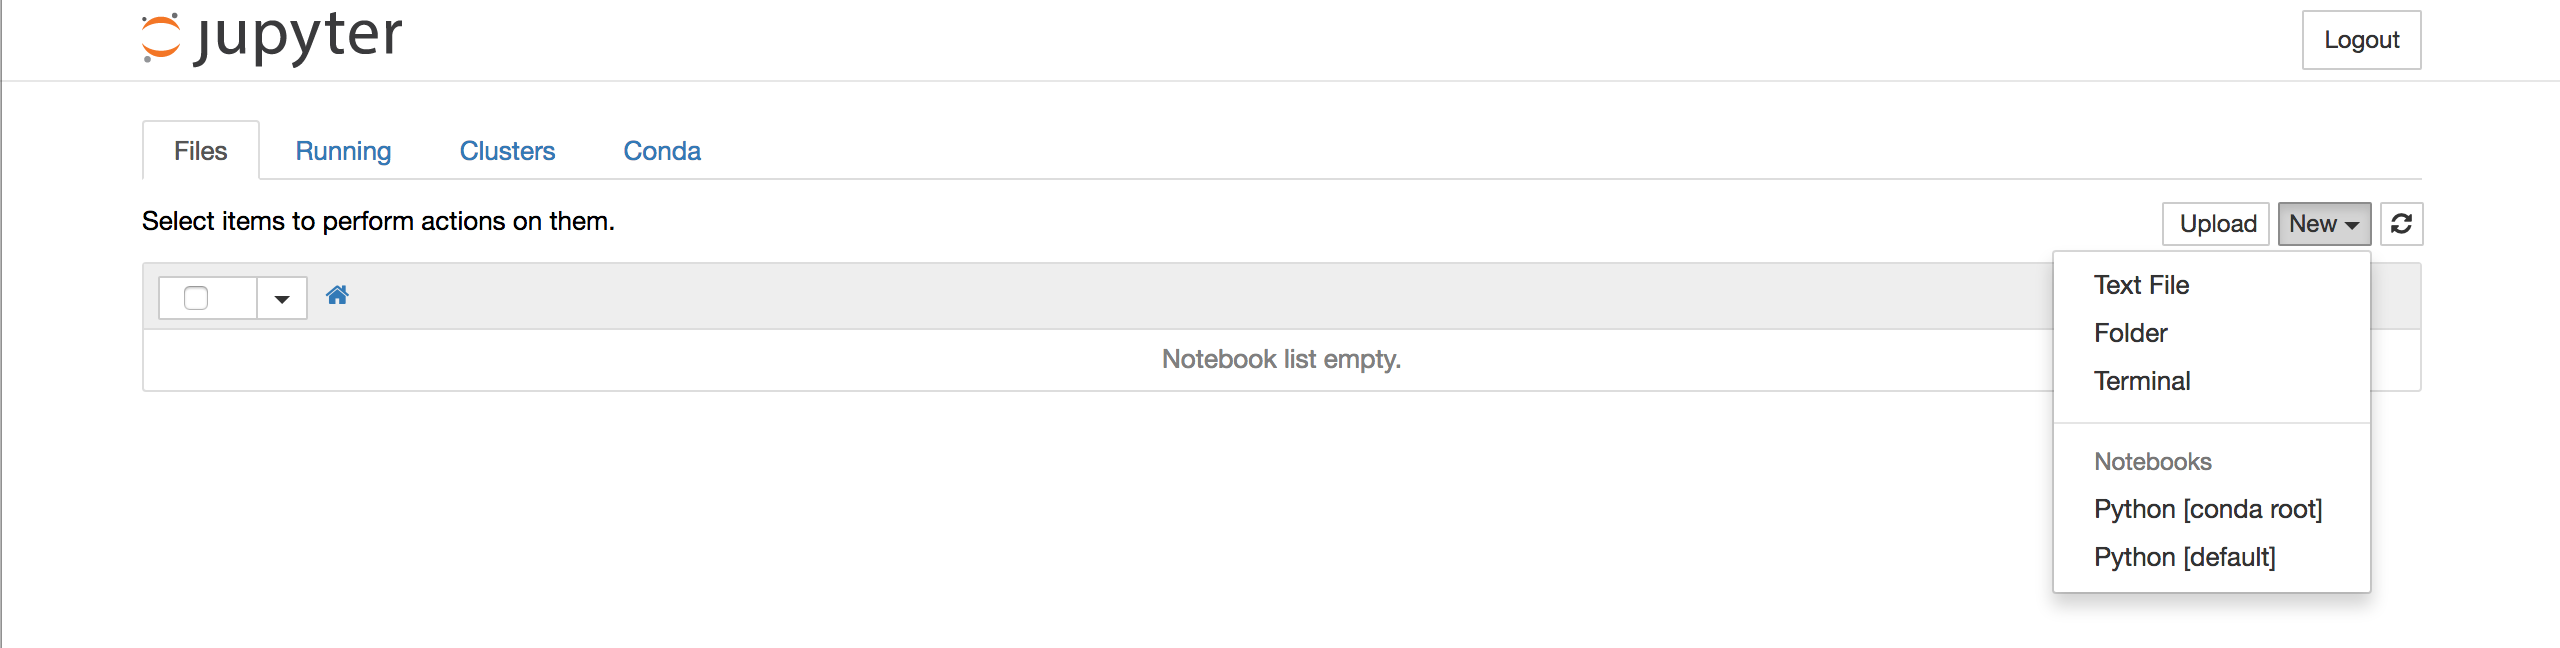 jupyter
Logout
Files Running Clusters Conda
Select items to perform actions on them.
Upload New
Notebook list empty.
Text File
Folder
Terminal
Notebooks
Python [conda root]
Python [default]